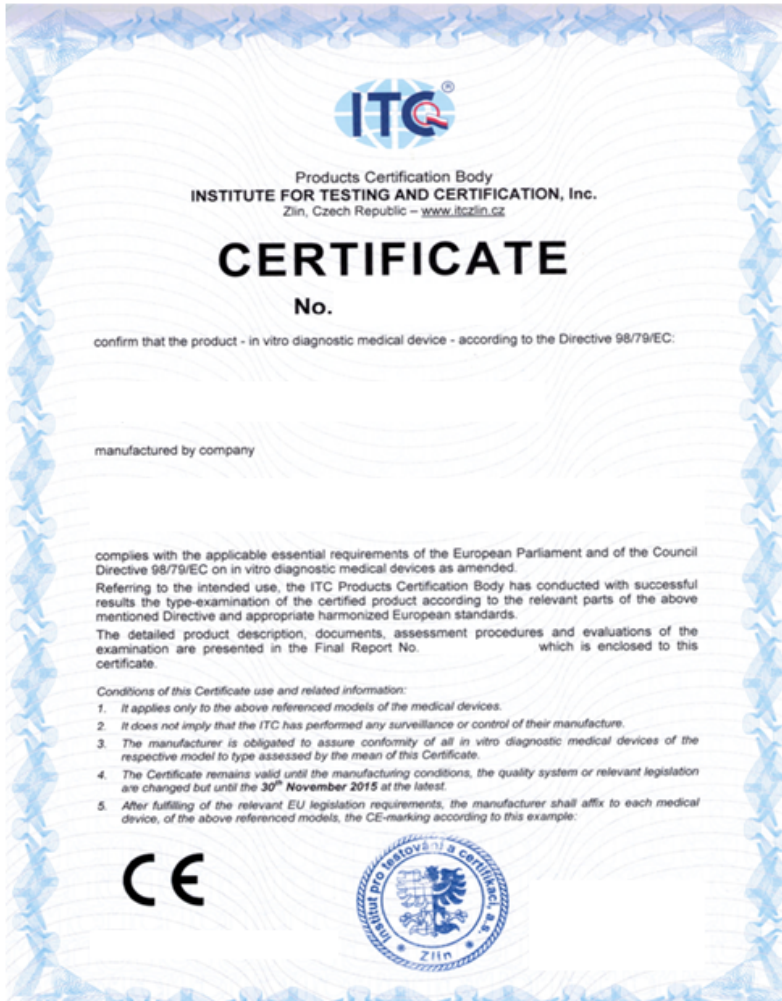 ITC®
Products Certification Body
INSTITUTE FOR TESTING AND CERTIFICATION, Inc.
Zlín, Czech Republic – www.itczlin.cz
CERTIFICATE
No.
confirm that the product - in vitro diagnostic medical device - according to the Directive 98/79/EC:
manufactured by company
complies with the applicable essential requirements of the European Parliament and of the Council
Directive 98/79/EC on in vitro diagnostic medical devices as amended.
Referring to the intended use, the ITC Products Certification Body has conducted with successful
results the type-examination of the certified product according to the relevant parts of the above
mentioned Directive and appropriate harmonized European standards.
The detailed product description, documents, assessment procedures and evaluations of the
examination are presented in the Final Report No. which is enclosed to this
certificate.
Conditions of this Certificate use and related information:
1. It applies only to the above referenced models of the medical devices.
2. It does not imply that the ITC has performed any surveillance or control of their manufacture.
3. The manufacturer is obligated to assure conformity of all in vitro diagnostic medical devices of the
respective model to type assessed by the mean of this Certificate.
4. The Certificate remains valid until the manufacturing conditions, the quality system or relevant legislation
are changed but until the 30th November 2015 at the latest.
5. After fulfilling of the relevant EU legislation requirements, the manufacturer shall affix to each medical
device, of the above referenced models, the CE-marking according to this example:
CE
Institut pro testování a certifikaci, a.s.
Zlín